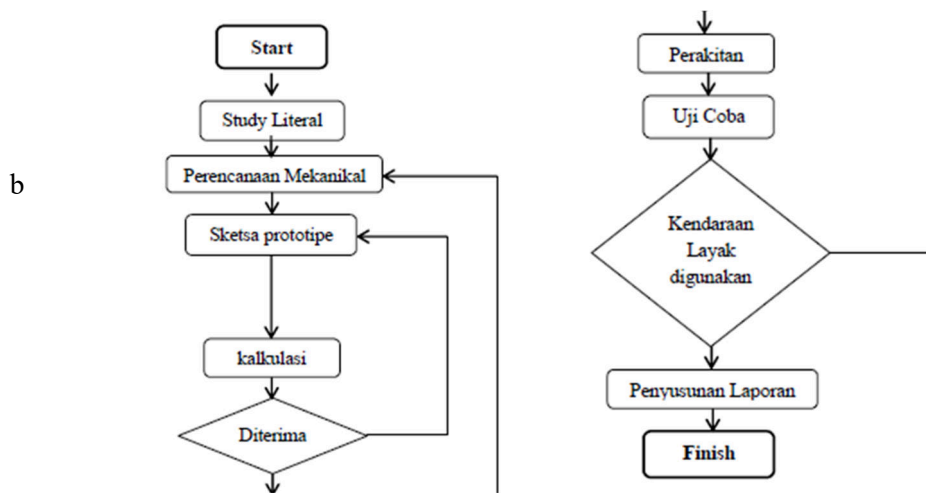 b
Start
Study Literal
Perencanaan Mekanikal
Sketsa prototipe
kalkulasi
Diterima
Perakitan
Uji Coba
Kendaraan
Layak
digunakan
Penyusunan Laporan
Finish